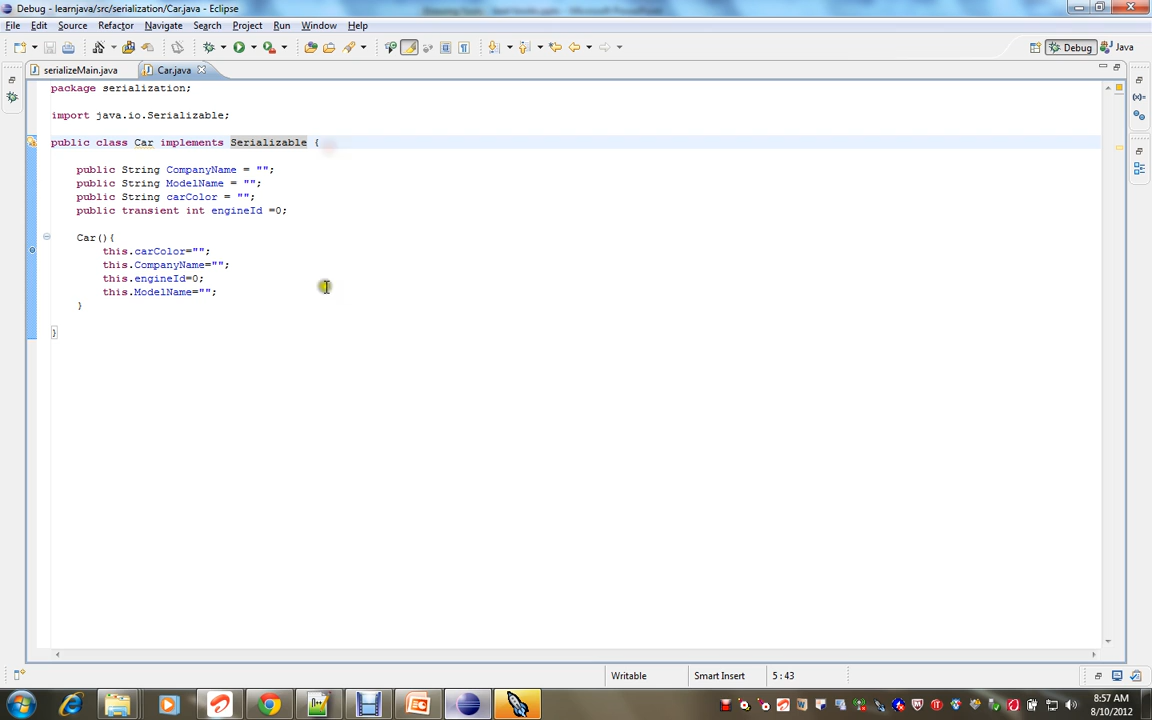 Debug - learnjava/src/serialization/Car.java - Eclipse
File Edit Source Refactor Navigate Search Project Run Window Help
Debug Java
serializeMain.java Car.java
package serialization;
import java.io.Serializable;
public class Car implements Serializable {
public String CompanyName = "";
public String ModelName = "";
public String carColor = "";
public transient int engineId =0;
Car(){
this.carColor="";
this.CompanyName="";
this.engineId=0;
this.ModelName="";
}
}
Writable Smart Insert 5 : 43
8:57 AM
8/10/2012